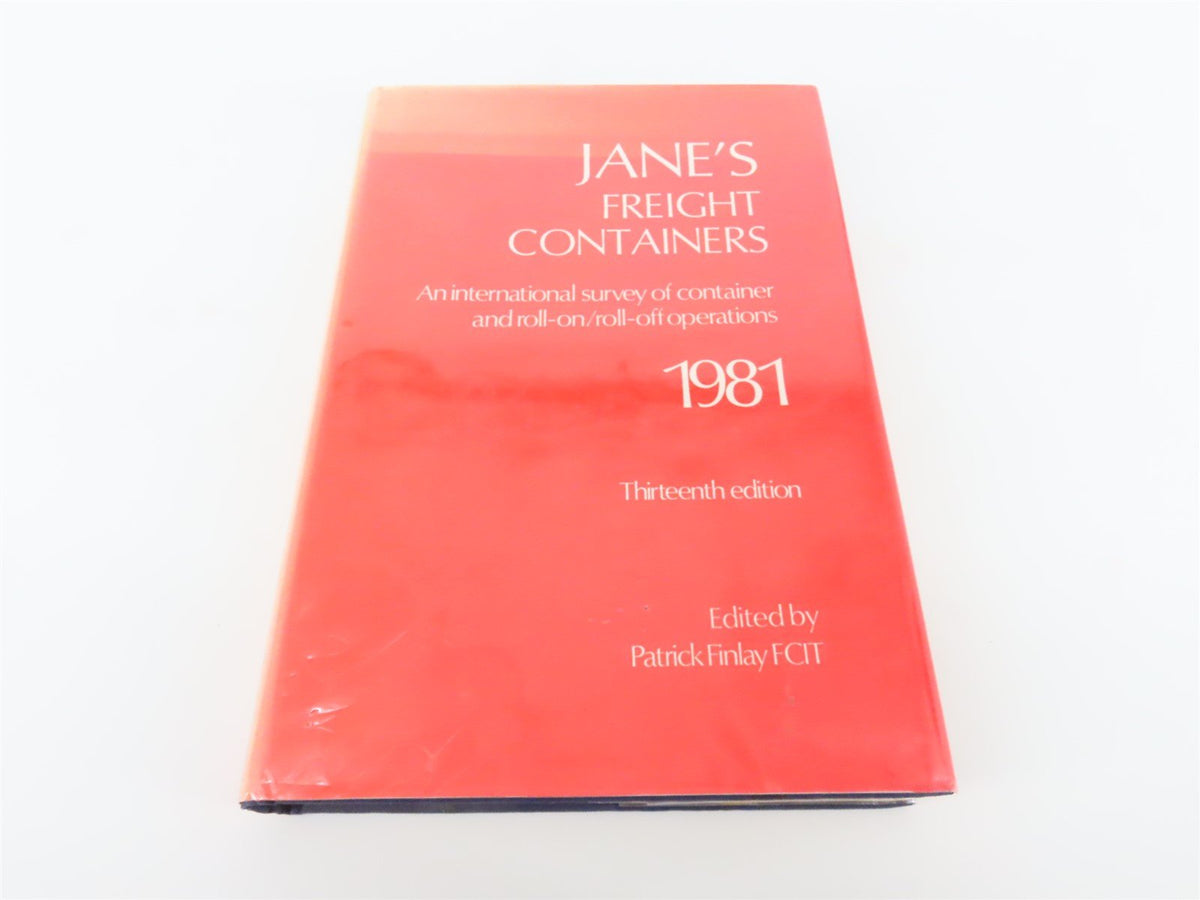 JANE'S
FREIGHT
CONTAINERS
An international survey of container
and roll-on/roll-off operations
1981
Thirteenth edition
Edited by
Patrick Finlay FCIT